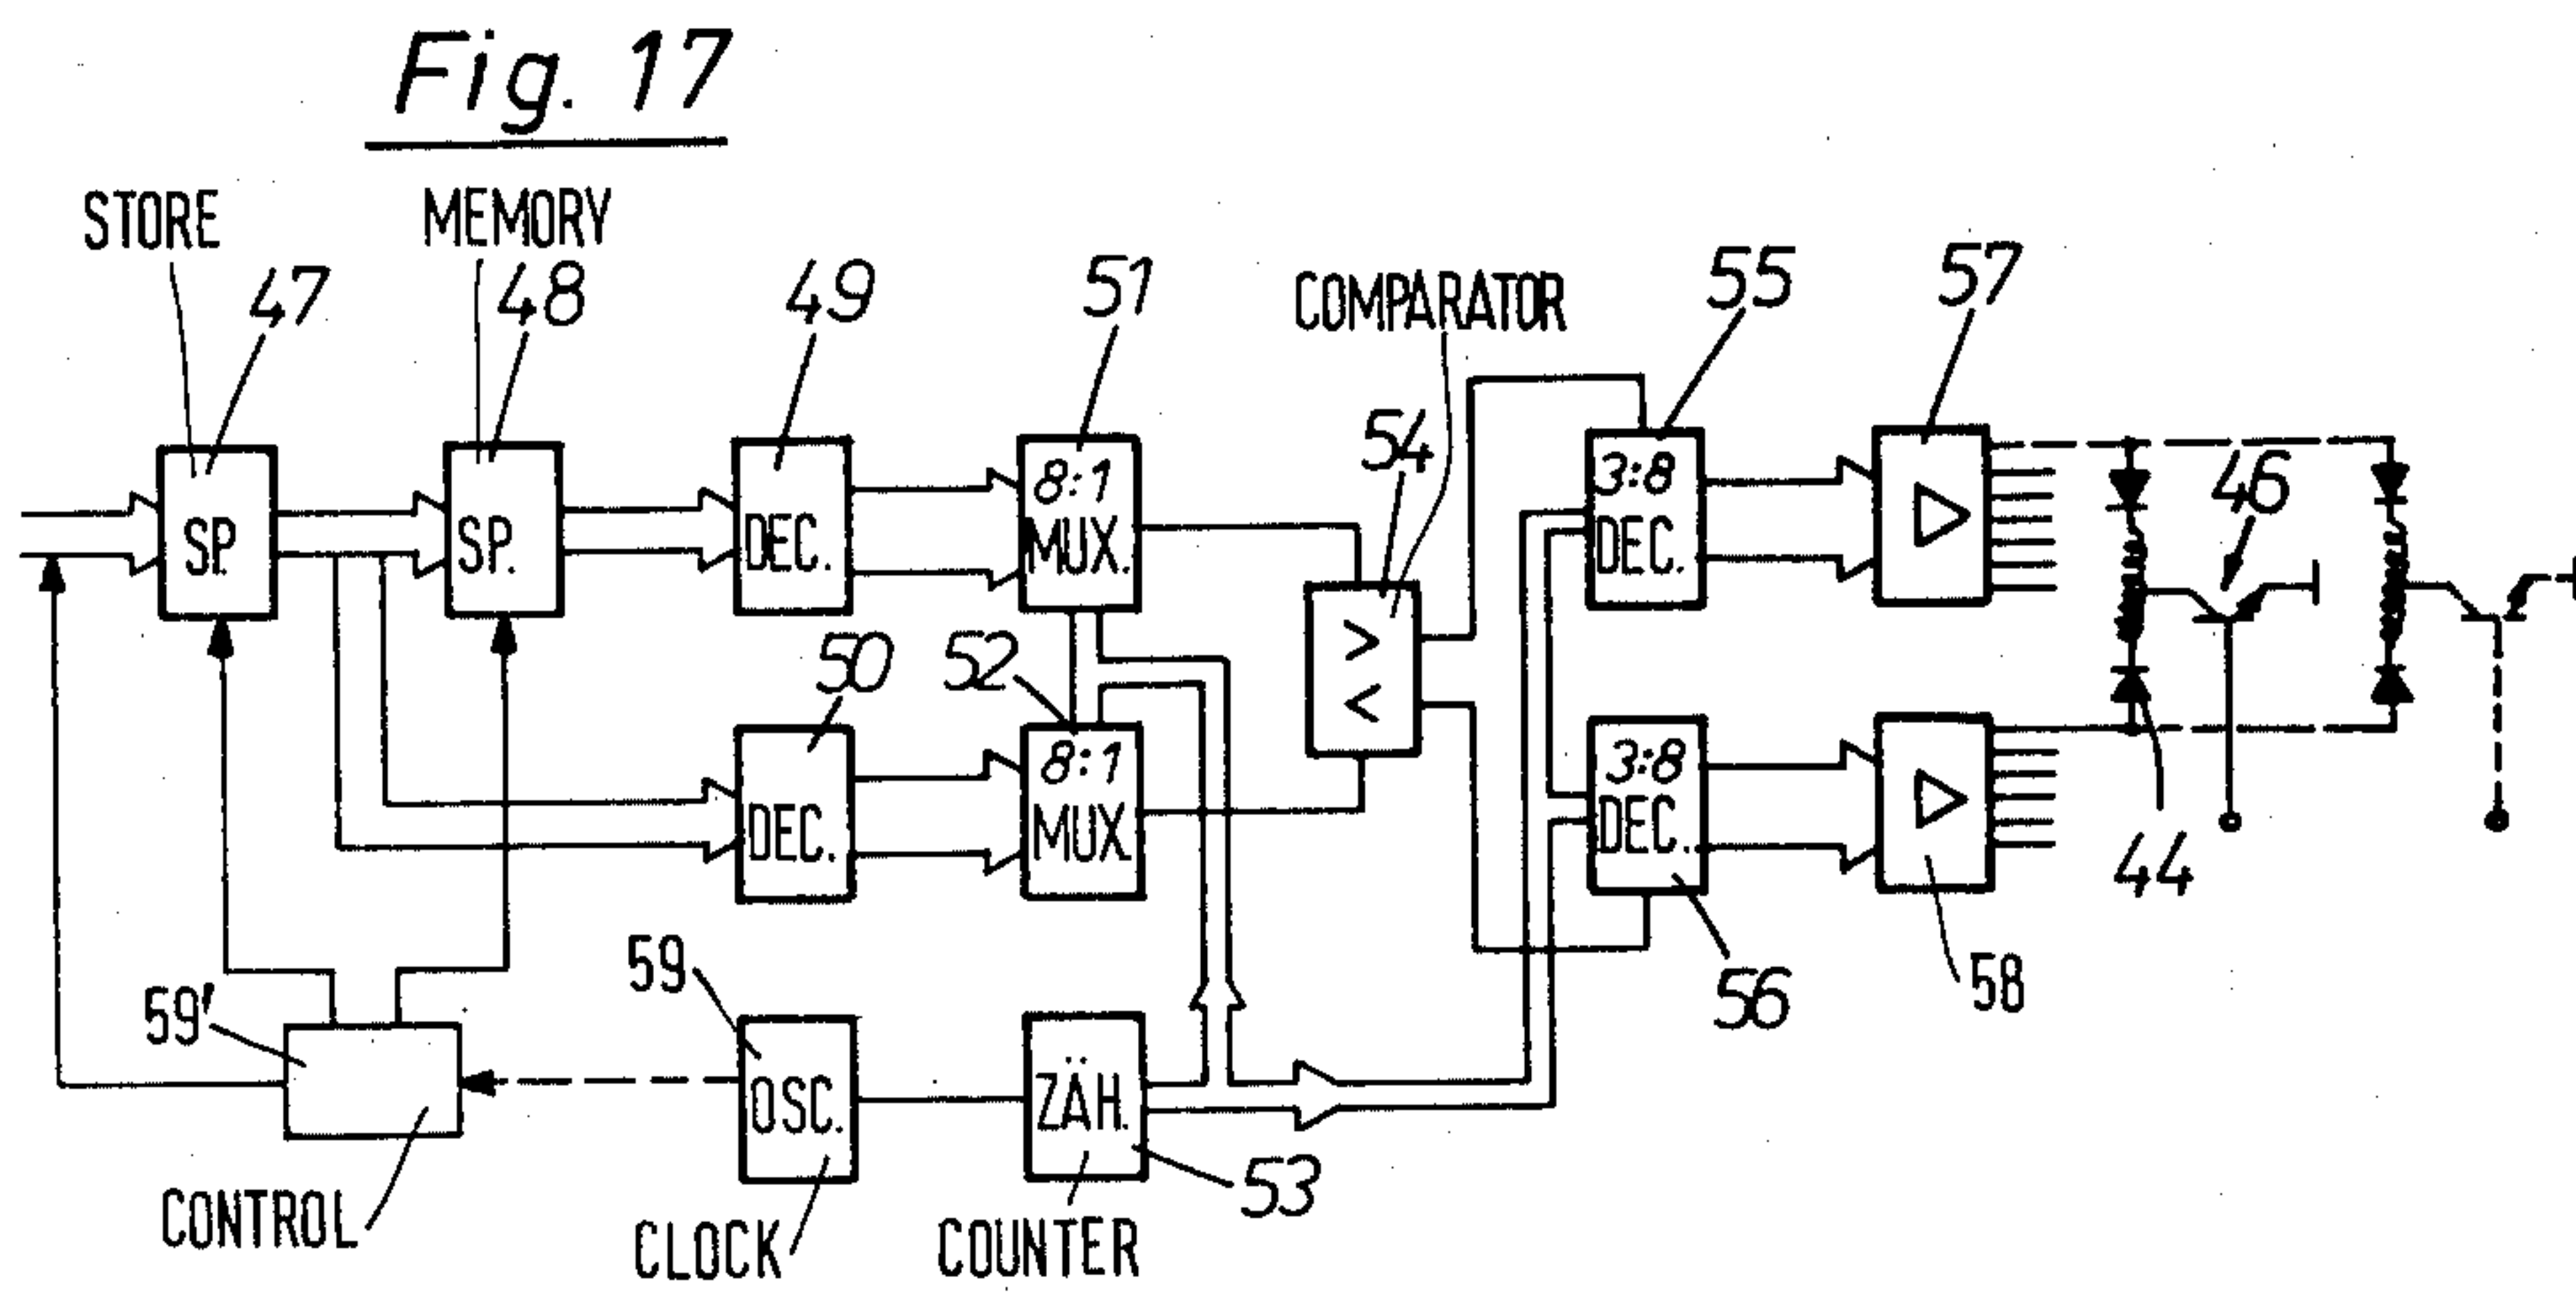 Fig. 17
STORE
MEMORY
47
48
49
51
COMPARATOR
55
57
54
46
SP.
SP.
DEC.
8:1
MUX.
3:8
DEC.
>
<
50
52
DEC.
8:1
MUX.
3:8
DEC.
44
59
56
58
59'
OSC.
ZÄH.
53
CONTROL
CLOCK
COUNTER